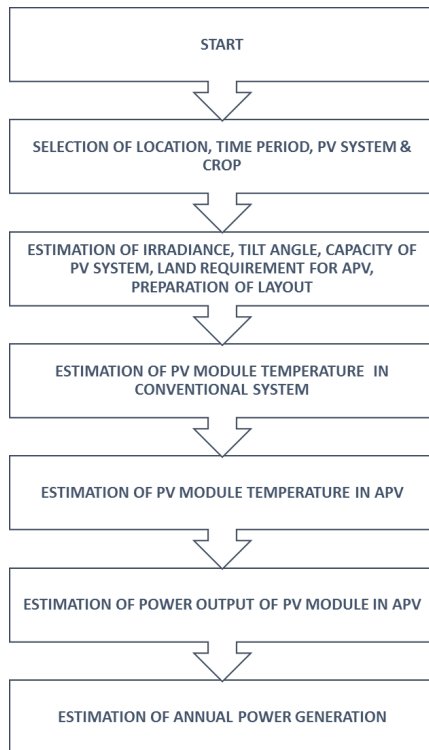 START
SELECTION OF LOCATION, TIME PERIOD, PV SYSTEM &
CROP
ESTIMATION OF IRRADIANCE, TILT ANGLE, CAPACITY OF
PV SYSTEM, LAND REQUIREMENT FOR APV,
PREPARATION OF LAYOUT
ESTIMATION OF PV MODULE TEMPERATURE IN
CONVENTIONAL SYSTEM
ESTIMATION OF PV MODULE TEMPERATURE IN APV
ESTIMATION OF POWER OUTPUT OF PV MODULE IN APV
ESTIMATION OF ANNUAL POWER GENERATION